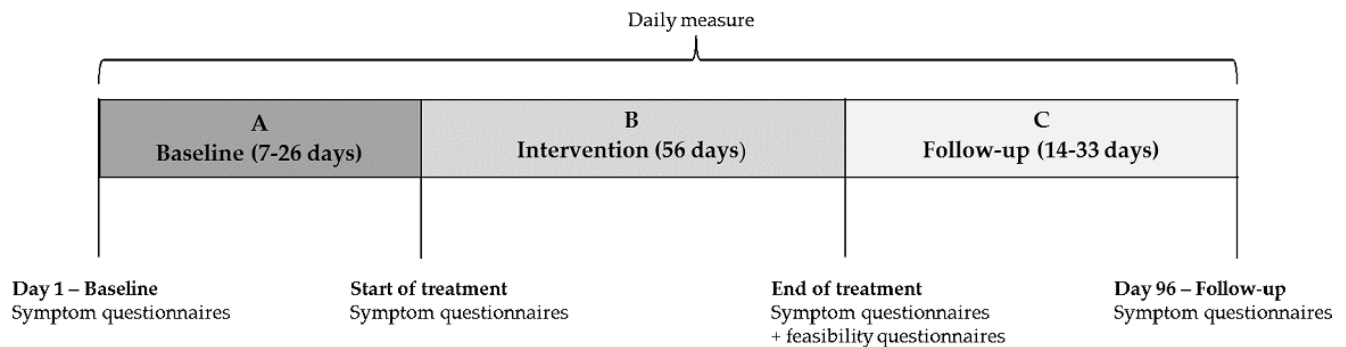 Daily measure
A
Baseline (7-26 days)
B
Intervention (56 days)
C
Follow-up (14-33 days)
Day 1 – Baseline
Symptom questionnaires
Start of treatment
Symptom questionnaires
End of treatment
Symptom questionnaires
+ feasibility questionnaires
Day 96 – Follow-up
Symptom questionnaires